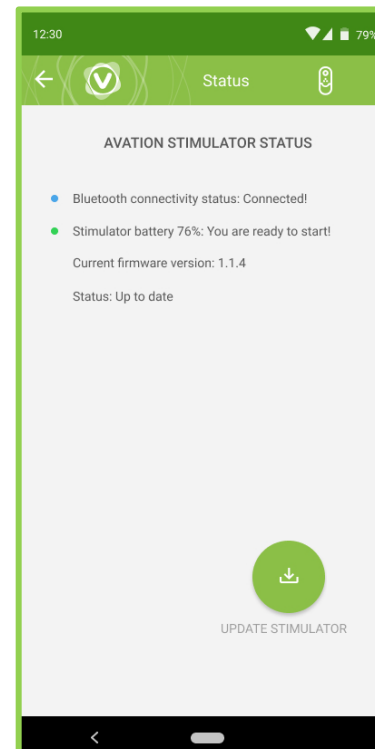 12:30
79%
Status
AVATION STIMULATOR STATUS
Bluetooth connectivity status: Connected!
Stimulator battery 76%: You are ready to start!
Current firmware version: 1.1.4
Status: Up to date
UPDATE STIMULATOR